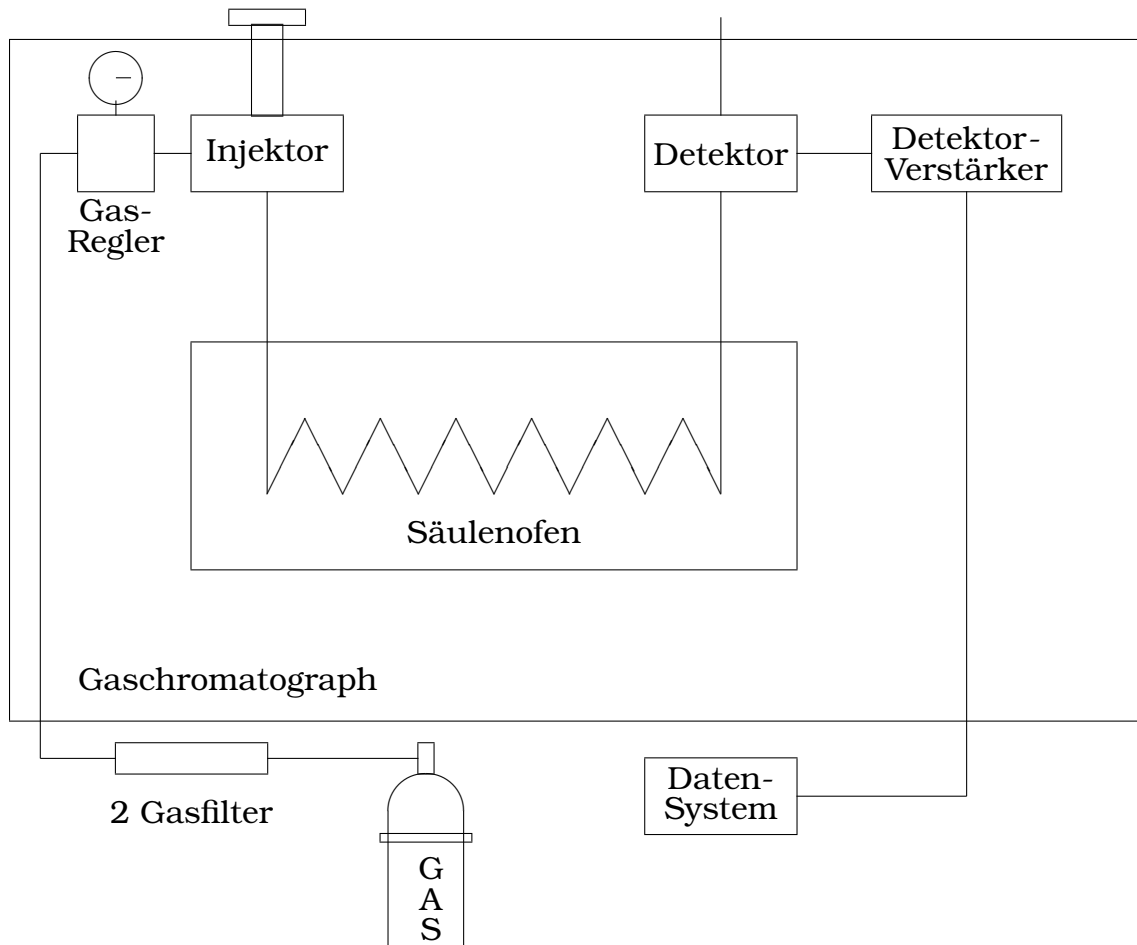 Injektor
Detektor
Detektor-
Verstärker
Gas-
Regler
Säulenofen
Gaschromatograph
2 Gasfilter
Daten-
System
G
A
S